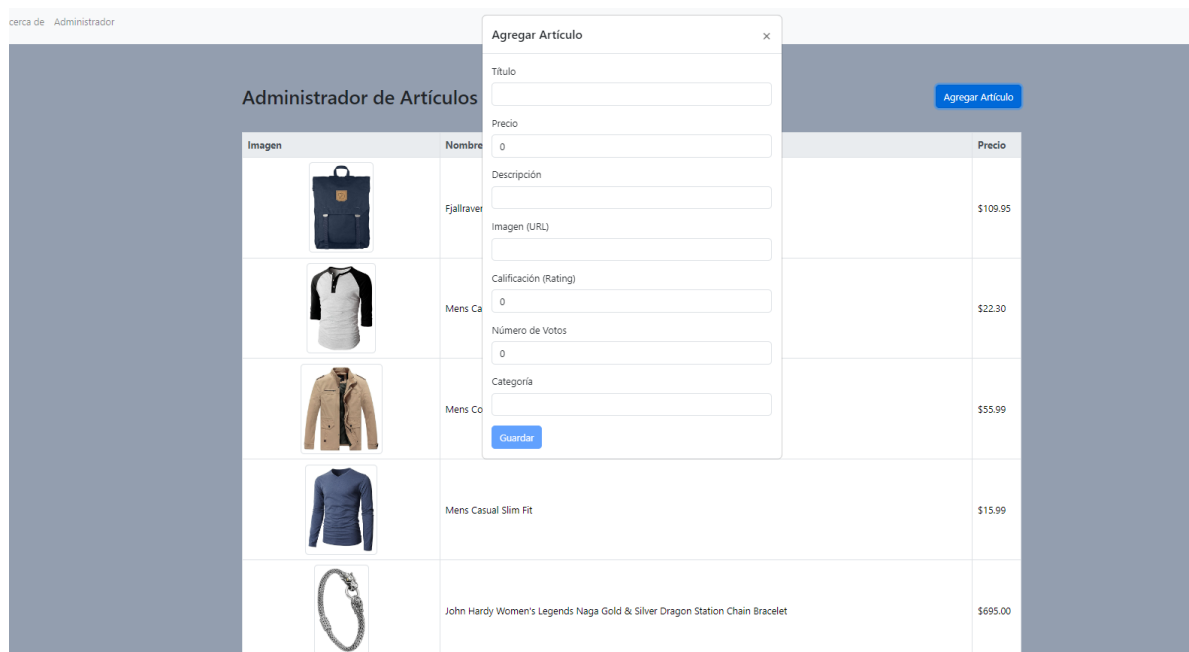 cerca de Administrador
Agregar Artículo ×
Título
Administrador de Artículos
Agregar Artículo
Precio
0
Imagen
Nombre
Precio
Descripción
Fjallraven
$109.95
Imagen (URL)
Calificación (Rating)
0
Mens Ca
$22.30
Número de Votos
0
Categoría
Mens Co
$55.99
Guardar
Mens Casual Slim Fit
$15.99
John Hardy Women's Legends Naga Gold & Silver Dragon Station Chain Bracelet
$695.00